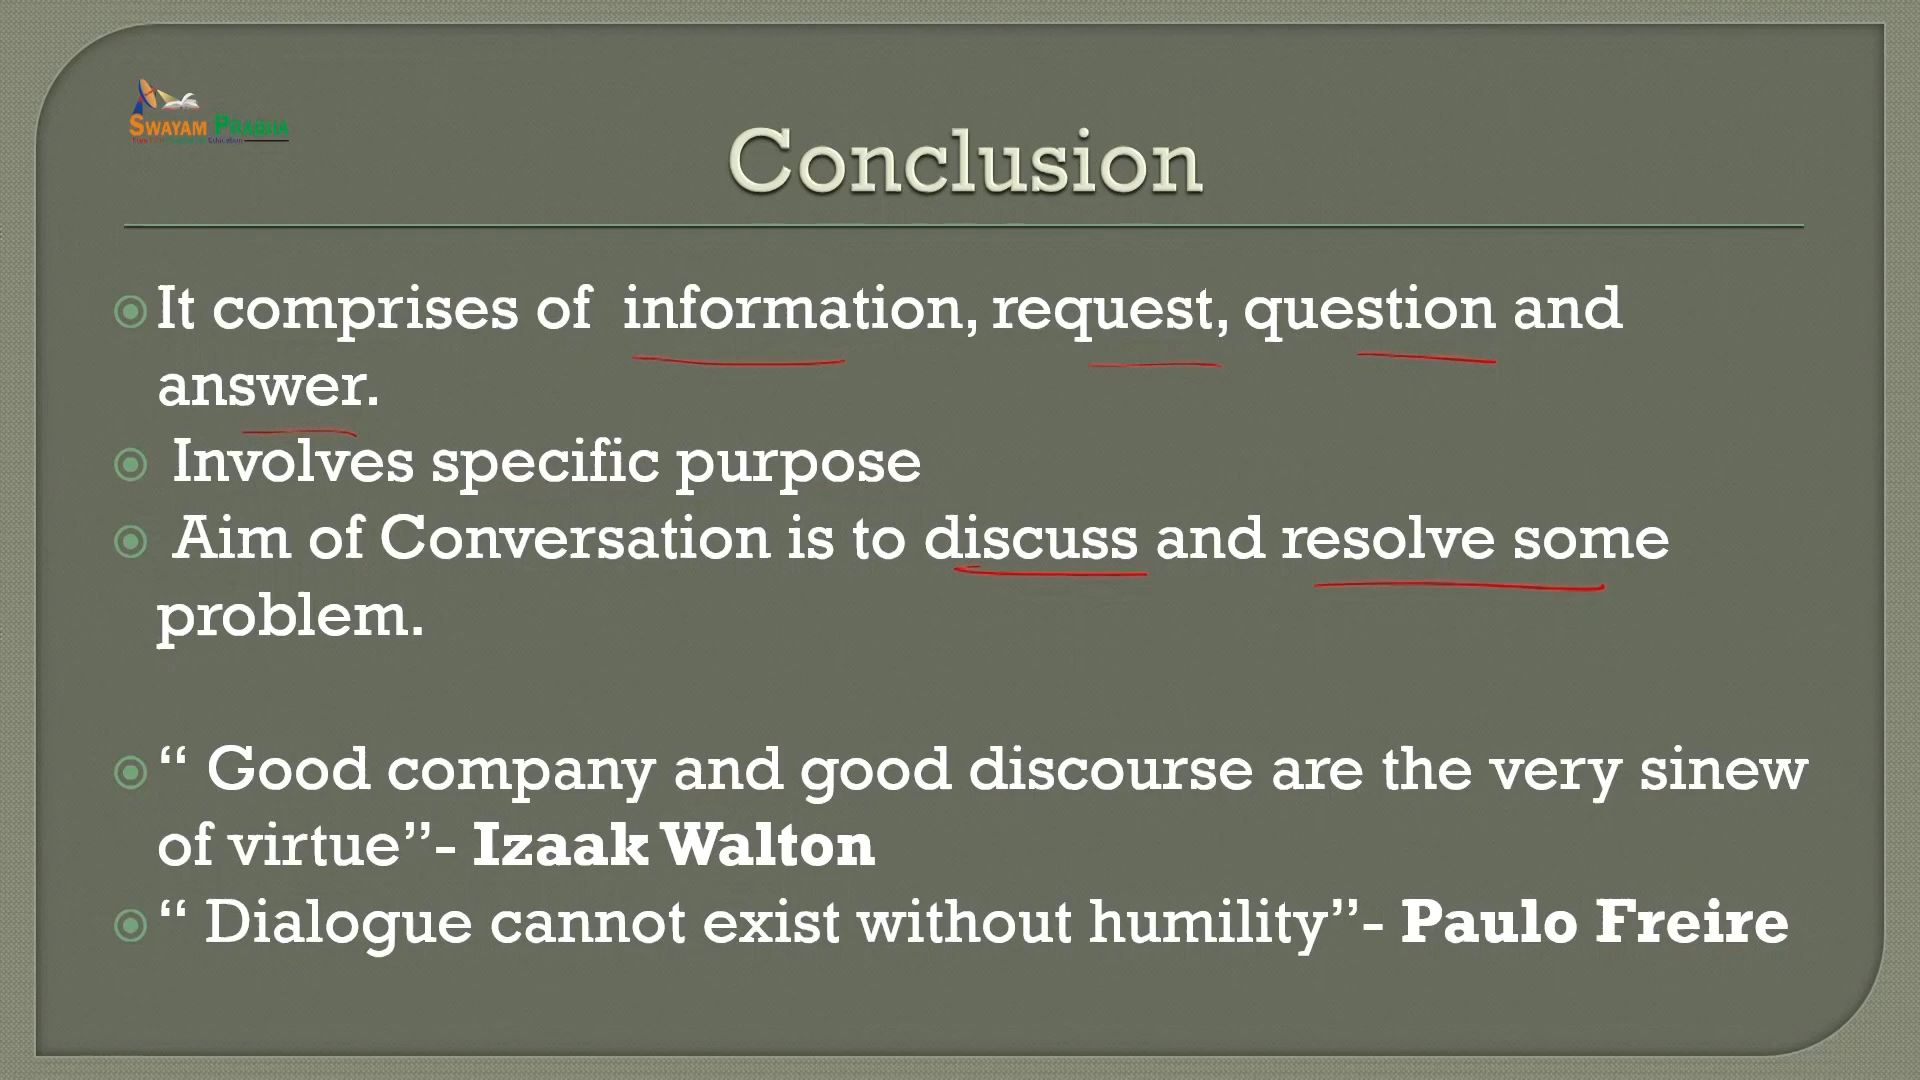 SWAYAM PRABHA
Conclusion
It comprises of information, request, question and
answer.
Involves specific purpose
Aim of Conversation is to discuss and resolve some
problem.
“ Good company and good discourse are the very sinew
of virtue”- Izaak Walton
“ Dialogue cannot exist without humility”- Paulo Freire